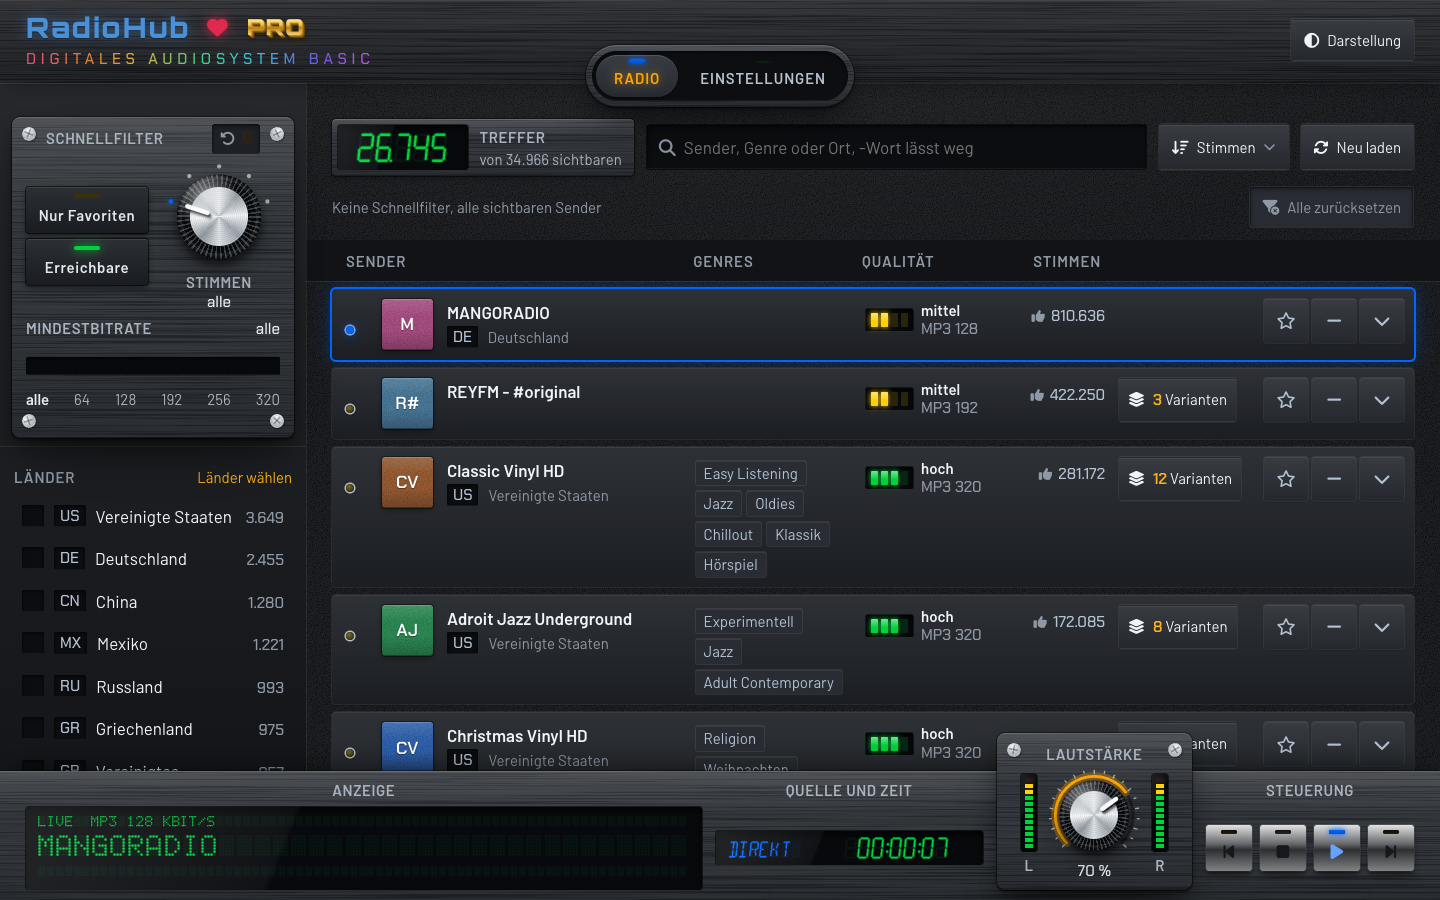 RadioHub PRO
DIGITALES AUDIOSYSTEM BASIC
Darstellung
RADIO EINSTELLUNGEN
SCHNELLFILTER
Nur Favoriten
Erreichbare
STIMMEN
alle
MINDESTBITRATE alle
alle 64 128 192 256 320
LÄNDER Länder wählen
US Vereinigte Staaten 3.649
DE Deutschland 2.455
CN China 1.280
MX Mexiko 1.221
RU Russland 993
GR Griechenland 975
26.745 TREFFER
von 34.966 sichtbaren
Sender, Genre oder Ort, -Wort lässt weg
Stimmen
Neu laden
Keine Schnellfilter, alle sichtbaren Sender
Alle zurücksetzen
SENDER GENRES QUALITÄT STIMMEN
M MANGORADIO mittel 810.636
DE Deutschland MP3 128
R# REYFM - #original mittel 422.250 3 Varianten
MP3 192
CV Classic Vinyl HD Easy Listening hoch 281.172 12 Varianten
US Vereinigte Staaten MP3 320
Jazz Oldies
Chillout Klassik
Hörspiel
AJ Adroit Jazz Underground Experimentell hoch 172.085 8 Varianten
US Vereinigte Staaten MP3 320
Jazz
Adult Contemporary
CV Christmas Vinyl HD Religion hoch
US Vereinigte Staaten MP3 320
Weihnachten
ANZEIGE
LIVE MP3 128 KBIT/S
MANGORADIO
QUELLE UND ZEIT
DIREKT 00:00:07
LAUTSTÄRKE
L 70 % R
STEUERUNG